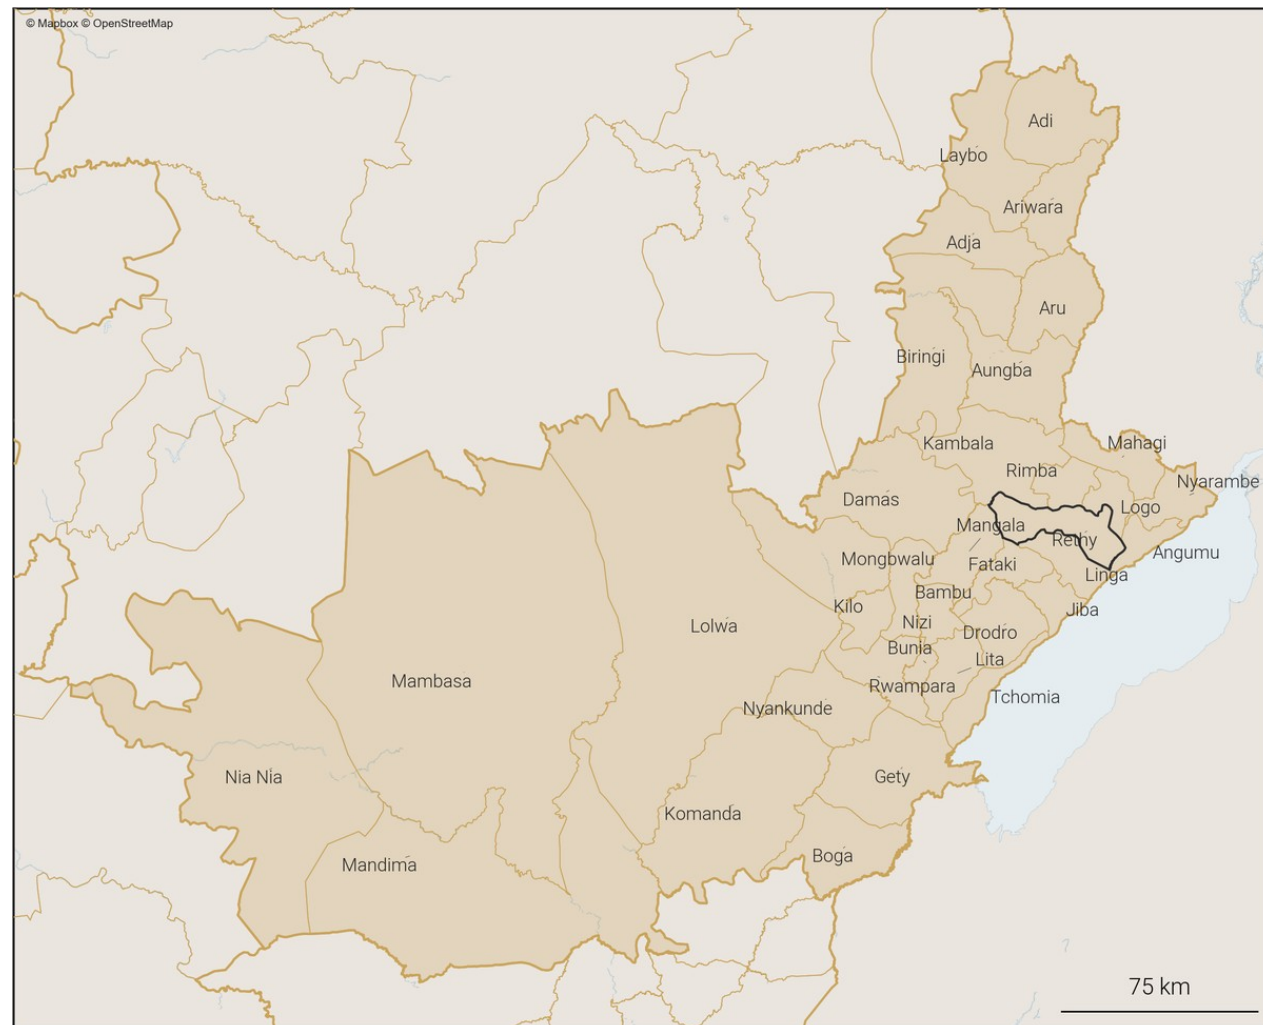 © Mapbox © OpenStreetMap
Adi
Laybo
Ariwara
Adja
Aru
Biringi
Aungba
Kambala
Mahagi
Rimba
Nyarambe
Damas
Logo
Mangala
Rethy
Angumu
Mongbwalu
Fataki
Linga
Bambu
Kilo
Jiba
Nizi
Lolwa
Drodro
Bunia
Lita
Mambasa
Rwampara
Tchomia
Nyankunde
Nia Nia
Gety
Komanda
Boga
Mandima
75 km